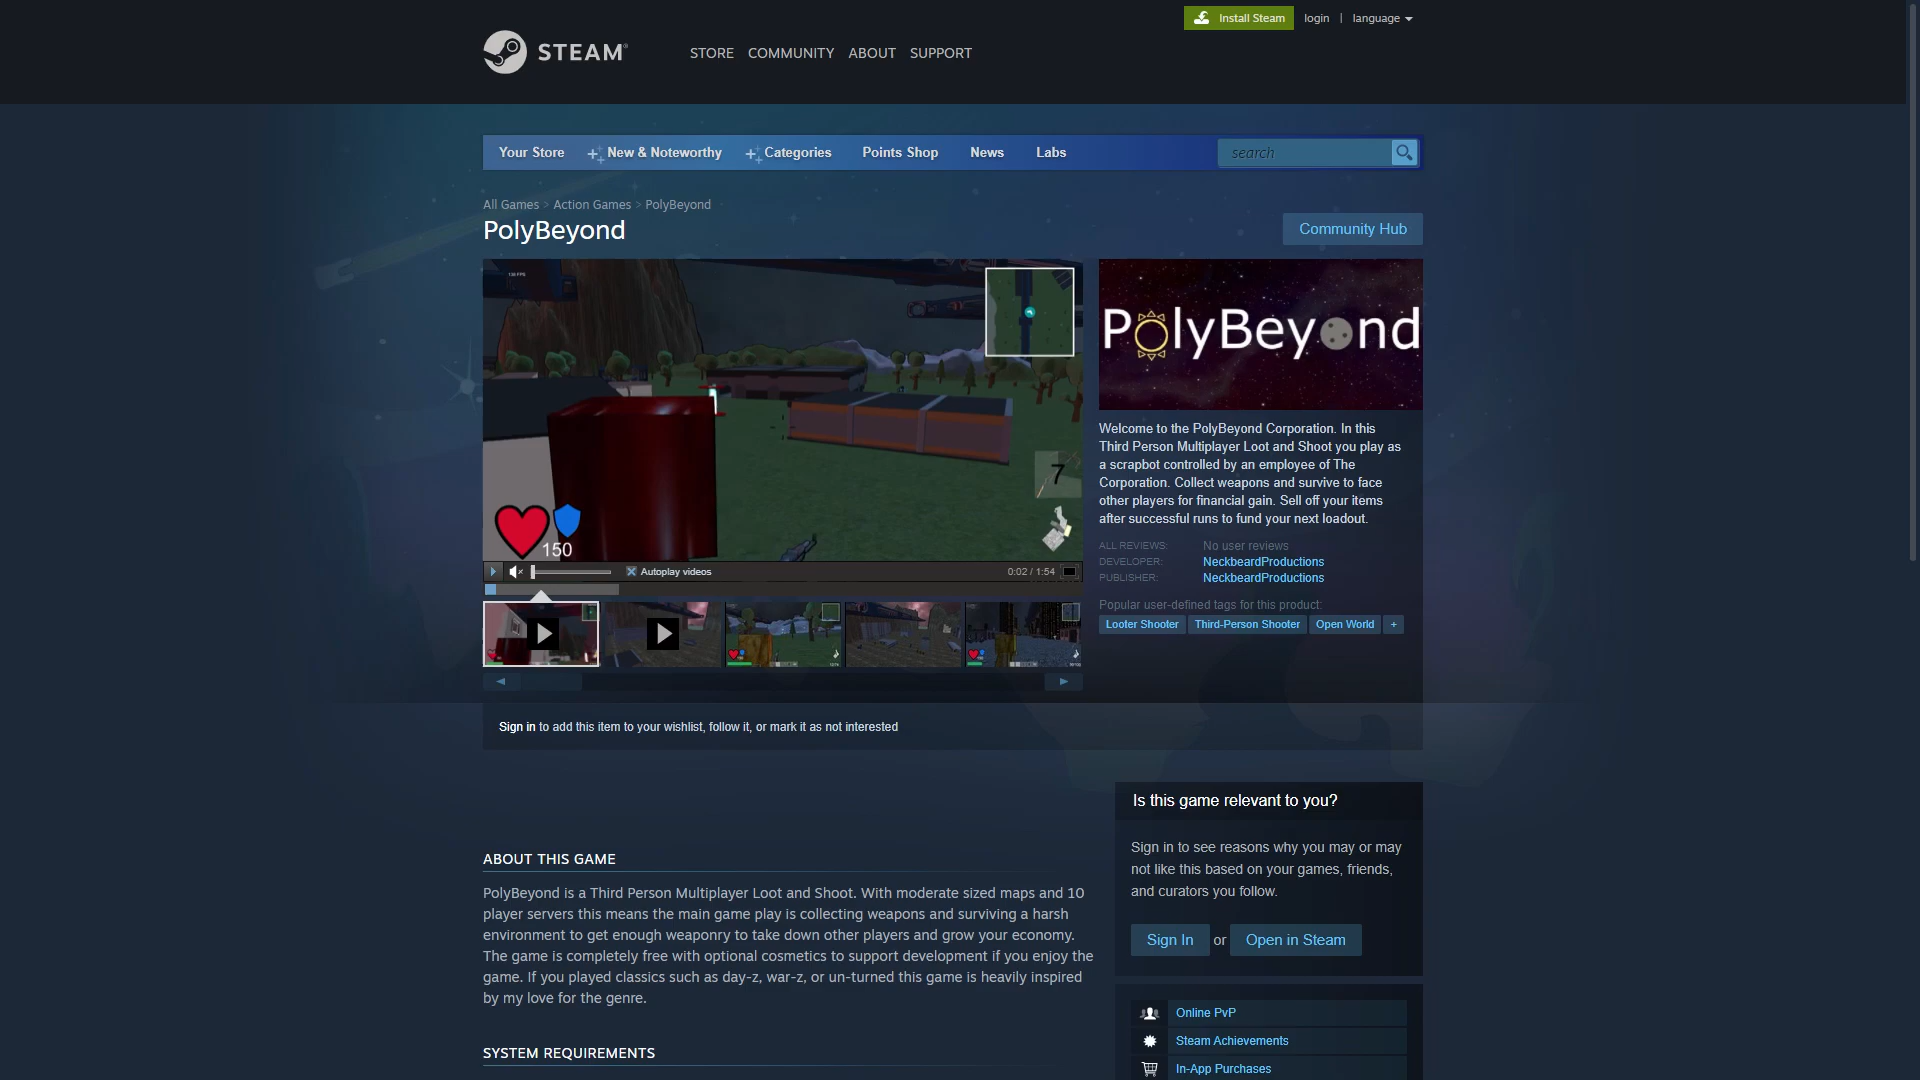 Install Steam login | language
STEAM®
STORE COMMUNITY ABOUT SUPPORT
Your Store New & Noteworthy Categories Points Shop News Labs search
All Games > Action Games > PolyBeyond
PolyBeyond
Community Hub
138 FPS
7
150
Autoplay videos
0:02 / 1:54
PolyBeyond
Welcome to the PolyBeyond Corporation. In this
Third Person Multiplayer Loot and Shoot you play as
a scrapbot controlled by an employee of The
Corporation. Collect weapons and survive to face
other players for financial gain. Sell off your items
after successful runs to fund your next loadout.
ALL REVIEWS: No user reviews
DEVELOPER: NeckbeardProductions
PUBLISHER: NeckbeardProductions
Popular user-defined tags for this product:
Looter Shooter Third-Person Shooter Open World +
Sign in to add this item to your wishlist, follow it, or mark it as not interested
Is this game relevant to you?
Sign in to see reasons why you may or may
not like this based on your games, friends,
and curators you follow.
Sign In or Open in Steam
ABOUT THIS GAME
PolyBeyond is a Third Person Multiplayer Loot and Shoot. With moderate sized maps and 10
player servers this means the main game play is collecting weapons and surviving a harsh
environment to get enough weaponry to take down other players and grow your economy.
The game is completely free with optional cosmetics to support development if you enjoy the
game. If you played classics such as day-z, war-z, or un-turned this game is heavily inspired
by my love for the genre.
Online PvP
Steam Achievements
In-App Purchases
SYSTEM REQUIREMENTS